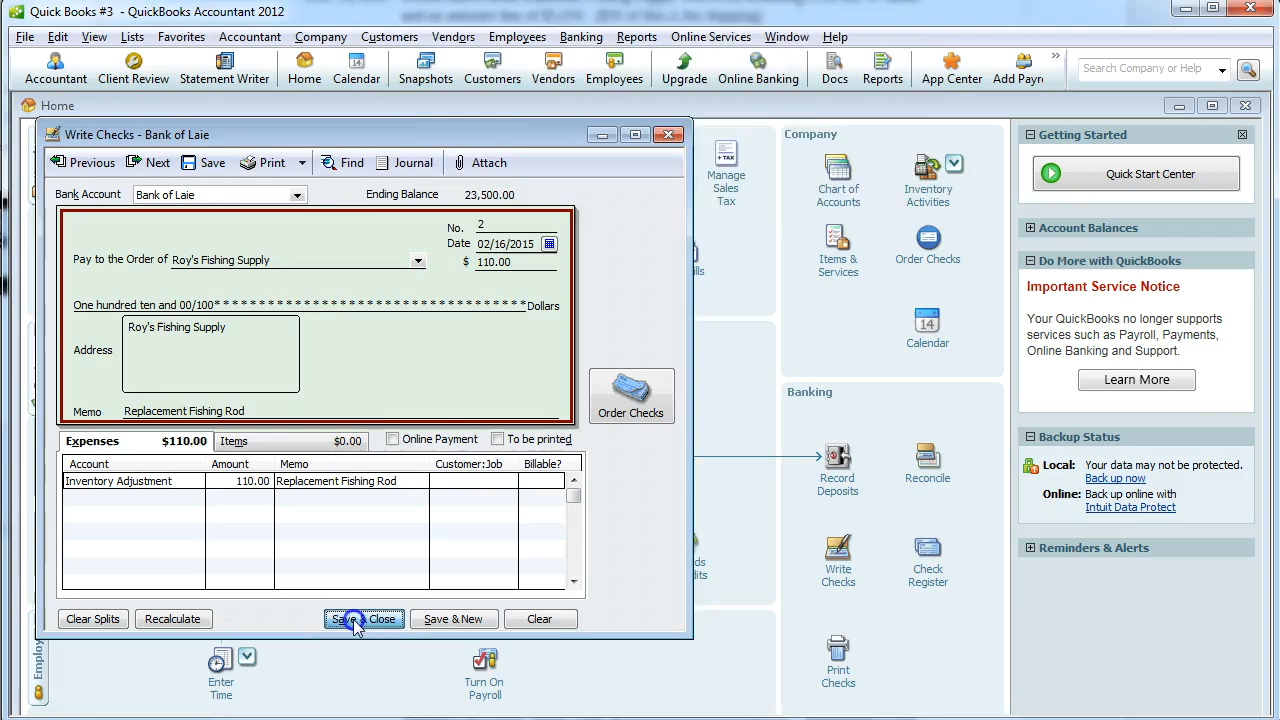 Quick Books #3 - QuickBooks Accountant 2012
File Edit View Lists Favorites Accountant Company Customers Vendors Employees Banking Reports Online Services Window Help
Accountant Client Review Statement Writer Home Calendar Snapshots Customers Vendors Employees Upgrade Online Banking Docs Reports App Center Add Payr
Search Company or Help
Home
Write Checks - Bank of Laie
Previous Next Save Print Find Journal Attach
Bank Account Bank of Laie Ending Balance 23,500.00
No. 2
Date 02/16/2015
Pay to the Order of Roy's Fishing Supply $ 110.00
One hundred ten and 00/100* * * * * * * * * * * * * * * * * * * * * * * * * * * * * * * * * * * Dollars
Roy's Fishing Supply
Address
Memo Replacement Fishing Rod
Order Checks
Expenses $110.00 Items $0.00 Online Payment To be printed
Account Amount Memo Customer:Job Billable?
Inventory Adjustment 110.00 Replacement Fishing Rod
Clear Splits Recalculate Save & Close Save & New Clear
Manage
Sales
Tax
Enter
Time
Turn On
Payroll
Employ
Company
Chart of
Accounts
Inventory
Activities
Items &
Services
Order Checks
14
Calendar
Banking
Record
Deposits
Reconcile
Write
Checks
Check
Register
Print
Checks
Getting Started
Quick Start Center
Account Balances
Do More with QuickBooks
Important Service Notice
Your QuickBooks no longer supports
services such as Payroll, Payments,
Online Banking and Support.
Learn More
Backup Status
Local: Your data may not be protected.
Back up now
Online: Back up online with
Intuit Data Protect
Reminders & Alerts